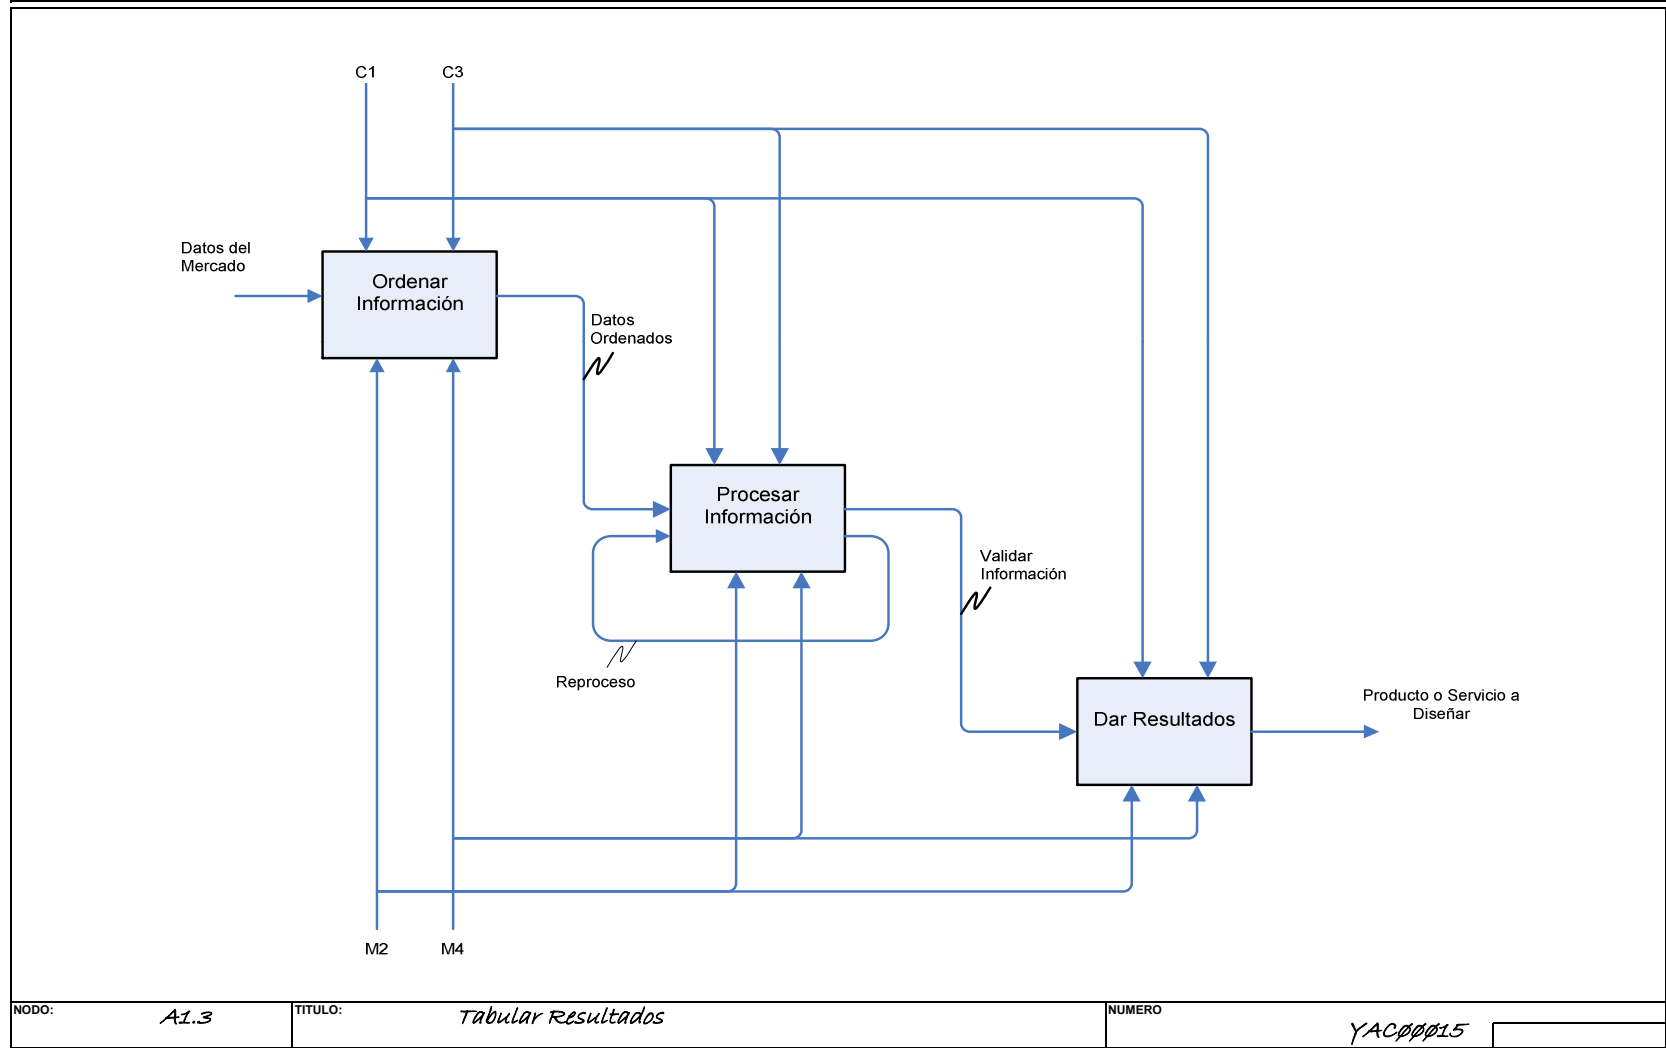 C1
C3
Datos del
Mercado
Ordenar
Información
Datos
Ordenados
Procesar
Información
Validar
Información
Reproceso
Dar Resultados
Producto o Servicio a
Diseñar
M2
M4
NODO:
A1.3
TITULO:
Tabular Resultados
NUMERO
YACØØØ15